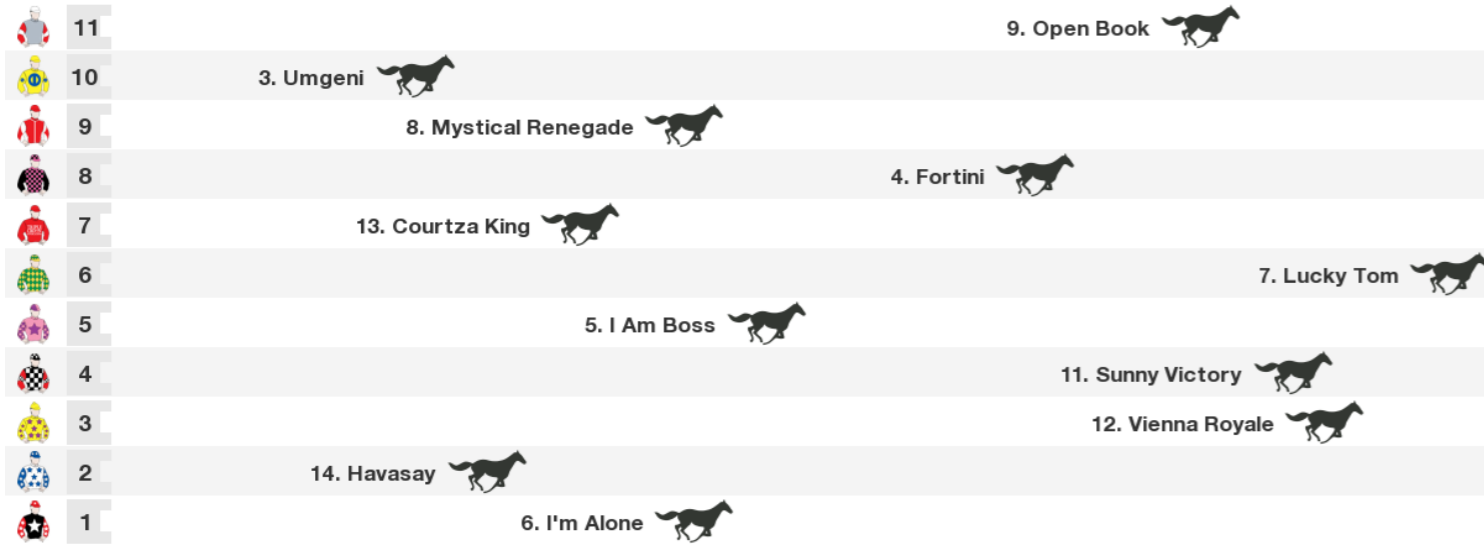 11 9. Open Book
10 3. Umgeni
9 8. Mystical Renegade
8 4. Fortini
7 13. Courtza King
6 7. Lucky Tom
5 5. I Am Boss
4 11. Sunny Victory
3 12. Vienna Royale
2 14. Havasay
1 6. I'm Alone